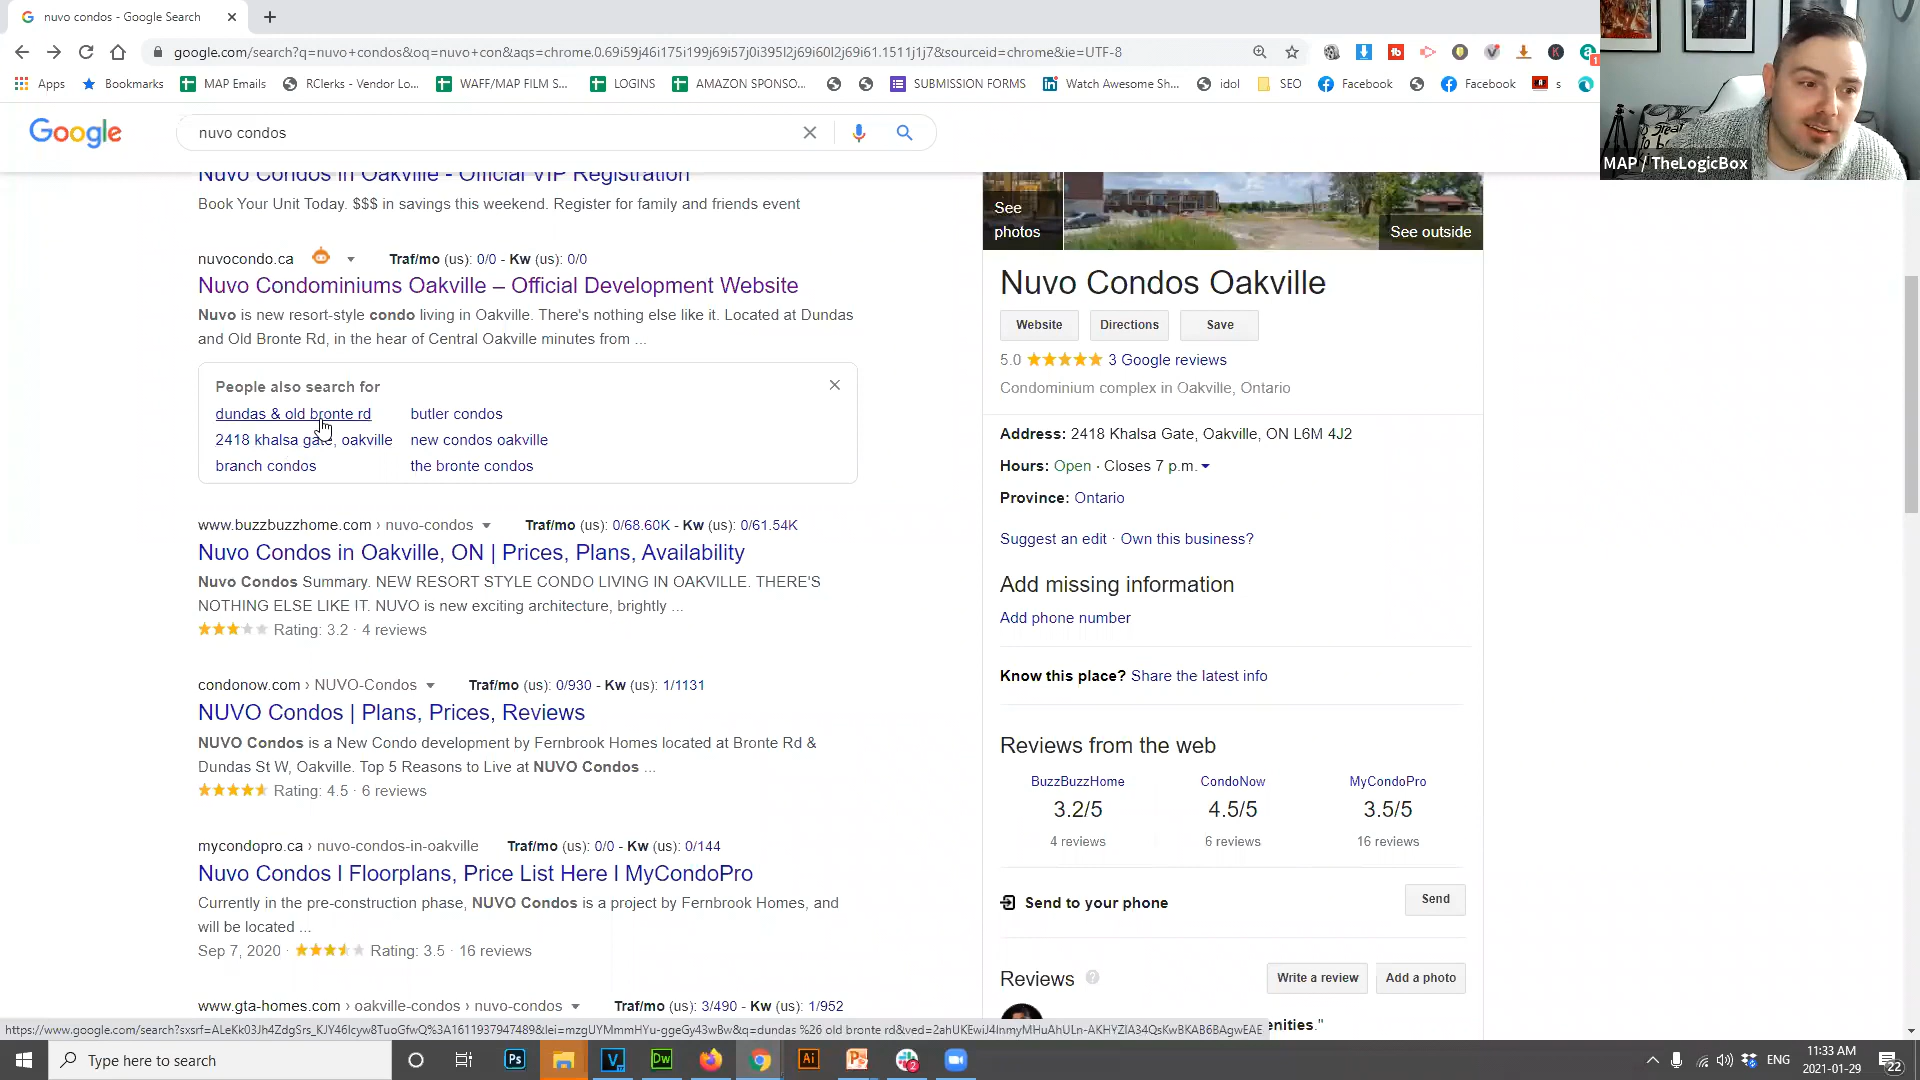 nuvo condos - Google Search
google.com/search?q=nuvo+condos&oq=nuvo+con&aqs=chrome.0.69i59j46i175i199j69i57j0i395l2j69i60l2j69i61.1511j1j7&sourceid=chrome&ie=UTF-8
Apps Bookmarks MAP Emails RClerks - Vendor Lo... WAFF/MAP FILM S... LOGINS AMAZON SPONSO... SUBMISSION FORMS Watch Awesome Sh... idol SEO Facebook Facebook s
MAP / TheLogicBox
Google
nuvo condos
Nuvo Condos in Oakville - Official VIP Registration
Book Your Unit Today. $$$ in savings this weekend. Register for family and friends event
nuvocondo.ca Traf/mo (us): 0/0 - Kw (us): 0/0
Nuvo Condominiums Oakville – Official Development Website
Nuvo is new resort-style condo living in Oakville. There's nothing else like it. Located at Dundas
and Old Bronte Rd, in the hear of Central Oakville minutes from ...
People also search for
dundas & old bronte rd butler condos
2418 khalsa gate, oakville new condos oakville
branch condos the bronte condos
www.buzzbuzzhome.com › nuvo-condos Traf/mo (us): 0/68.60K - Kw (us): 0/61.54K
Nuvo Condos in Oakville, ON | Prices, Plans, Availability
Nuvo Condos Summary. NEW RESORT STYLE CONDO LIVING IN OAKVILLE. THERE'S
NOTHING ELSE LIKE IT. NUVO is new exciting architecture, brightly ...
Rating: 3.2 · 4 reviews
condonow.com › NUVO-Condos Traf/mo (us): 0/930 - Kw (us): 1/1131
NUVO Condos | Plans, Prices, Reviews
NUVO Condos is a New Condo development by Fernbrook Homes located at Bronte Rd &
Dundas St W, Oakville. Top 5 Reasons to Live at NUVO Condos ...
Rating: 4.5 · 6 reviews
mycondopro.ca › nuvo-condos-in-oakville Traf/mo (us): 0/0 - Kw (us): 0/144
Nuvo Condos I Floorplans, Price List Here I MyCondoPro
Currently in the pre-construction phase, NUVO Condos is a project by Fernbrook Homes, and
will be located ...
Sep 7, 2020 · Rating: 3.5 · 16 reviews
www.gta-homes.com › oakville-condos › nuvo-condos Traf/mo (us): 3/490 - Kw (us): 1/952
See
photos
See outside
Nuvo Condos Oakville
Website Directions Save
5.0 3 Google reviews
Condominium complex in Oakville, Ontario
Address: 2418 Khalsa Gate, Oakville, ON L6M 4J2
Hours: Open · Closes 7 p.m.
Province: Ontario
Suggest an edit · Own this business?
Add missing information
Add phone number
Know this place? Share the latest info
Reviews from the web
BuzzBuzzHome CondoNow MyCondoPro
3.2/5 4.5/5 3.5/5
4 reviews 6 reviews 16 reviews
Send to your phone Send
Reviews Write a review Add a photo
enities."
Type here to search
ENG
11:33 AM
2021-01-29
22